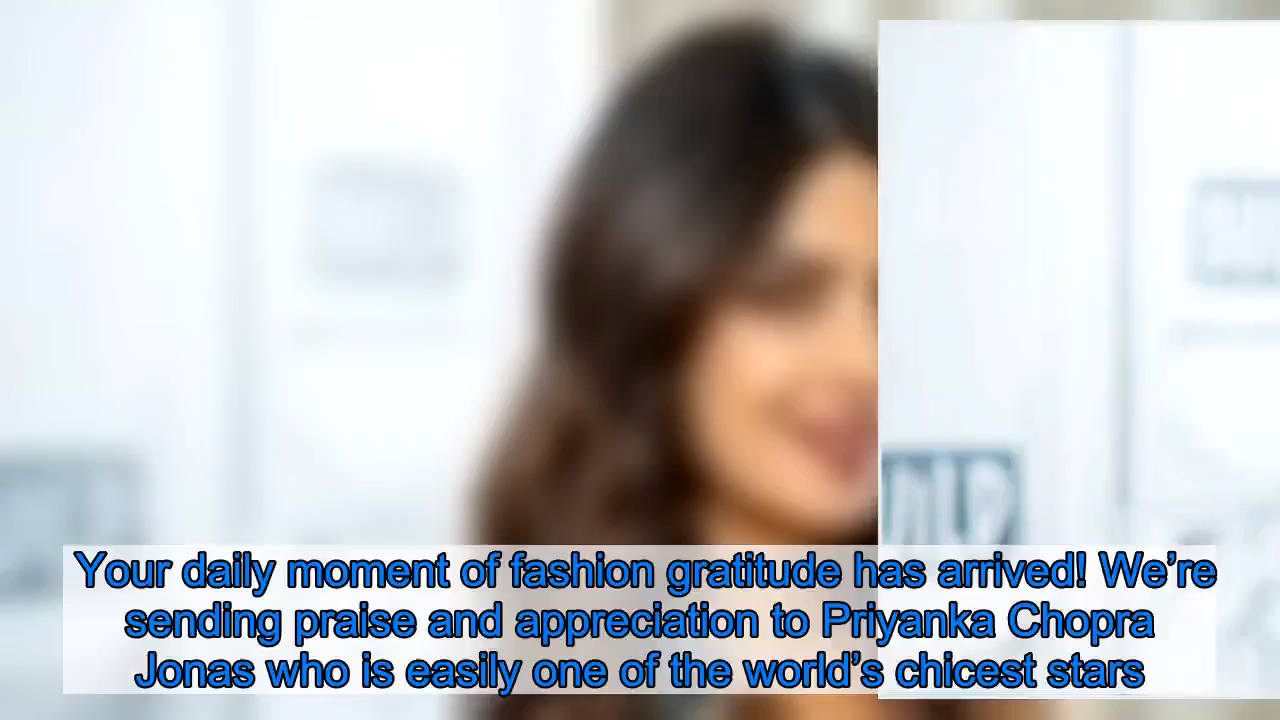 Your daily moment of fashion gratitude has arrived! We’re
sending praise and appreciation to Priyanka Chopra
Jonas who is easily one of the world’s chicest stars